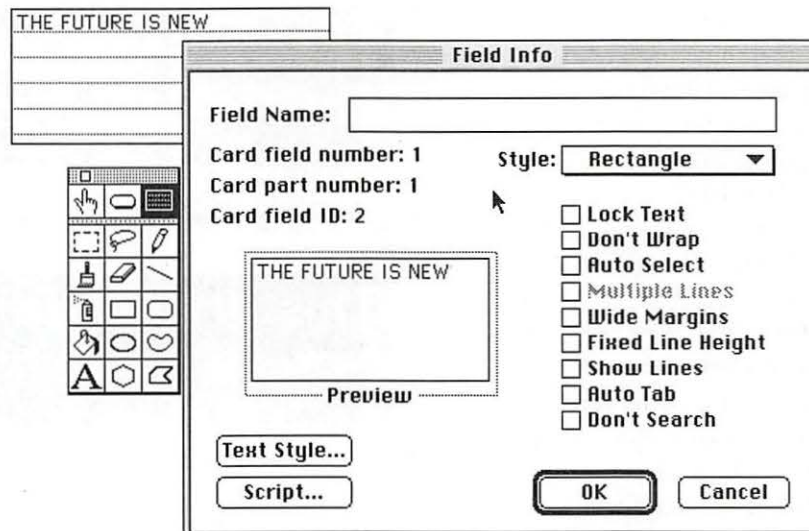 THE FUTURE IS NEW
Field Info
Field Name:
Card field number: 1
Style: Rectangle
Card part number: 1
Card field ID: 2
Lock Text
Don't Wrap
Auto Select
Multiple Lines
Wide Margins
Fixed Line Height
Show Lines
Auto Tab
Don't Search
THE FUTURE IS NEW
Preview
Text Style...
Script...
OK
Cancel
A